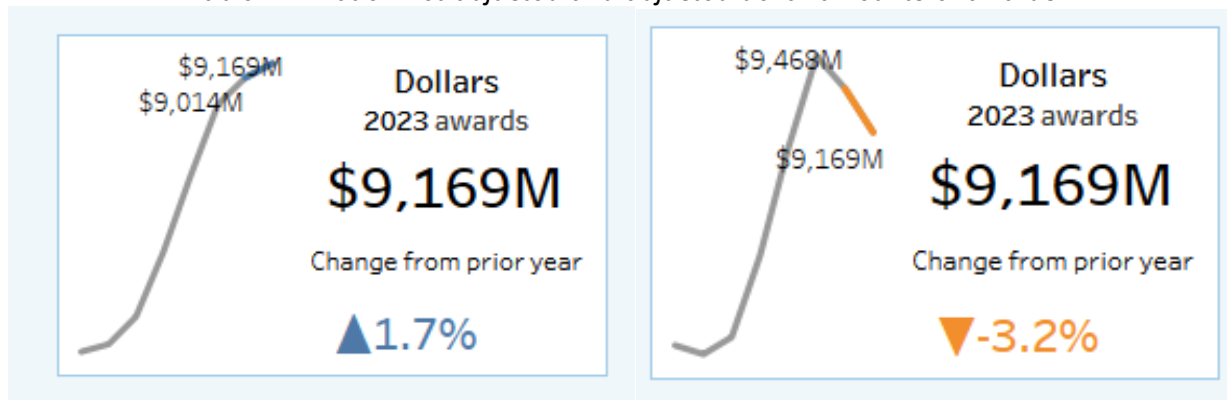 $9,169M
$9,014M
Dollars
2023 awards
$9,169M
Change from prior year
▲1.7%
$9,468M
$9,169M
Dollars
2023 awards
$9,169M
Change from prior year
▼-3.2%